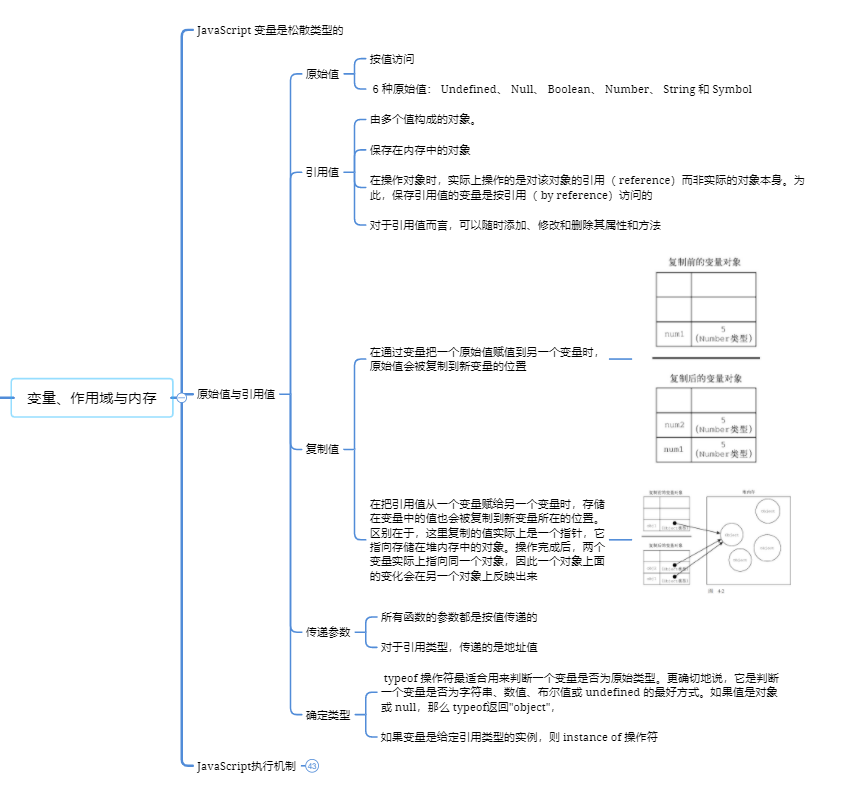 JavaScript 变量是松散类型的
按值访问
原始值
6 种原始值： Undefined、 Null、 Boolean、 Number、 String 和 Symbol
由多个值构成的对象。
保存在内存中的对象
引用值
在操作对象时，实际上操作的是对该对象的引用（ reference）而非实际的对象本身。为
此，保存引用值的变量是按引用（ by reference）访问的
对于引用值而言，可以随时添加、修改和删除其属性和方法
复制前的变量对象
num1
5
(Number类型)
在通过变量把一个原始值赋值到另一个变量时，
原始值会被复制到新变量的位置
复制后的变量对象
num2
5
(Number类型)
num1
5
(Number类型)
变量、作用域与内存
原始值与引用值
复制值
在把引用值从一个变量赋给另一个变量时，存储
在变量中的值也会被复制到新变量所在的位置。
区别在于，这里复制的值实际上是一个指针，它
指向存储在堆内存中的对象。操作完成后，两个
变量实际上指向同一个对象，因此一个对象上面
的变化会在另一个对象上反映出来
复制前的变量对象
复制后的变量对象
图 4-2
所有函数的参数都是按值传递的
传递参数
对于引用类型，传递的是地址值
typeof 操作符最适合用来判断一个变量是否为原始类型。更确切地说，它是判断
一个变量是否为字符串、数值、布尔值或 undefined 的最好方式。如果值是对象
或 null，那么 typeof返回"object"，
确定类型
如果变量是给定引用类型的实例，则 instance of 操作符
JavaScript执行机制
43